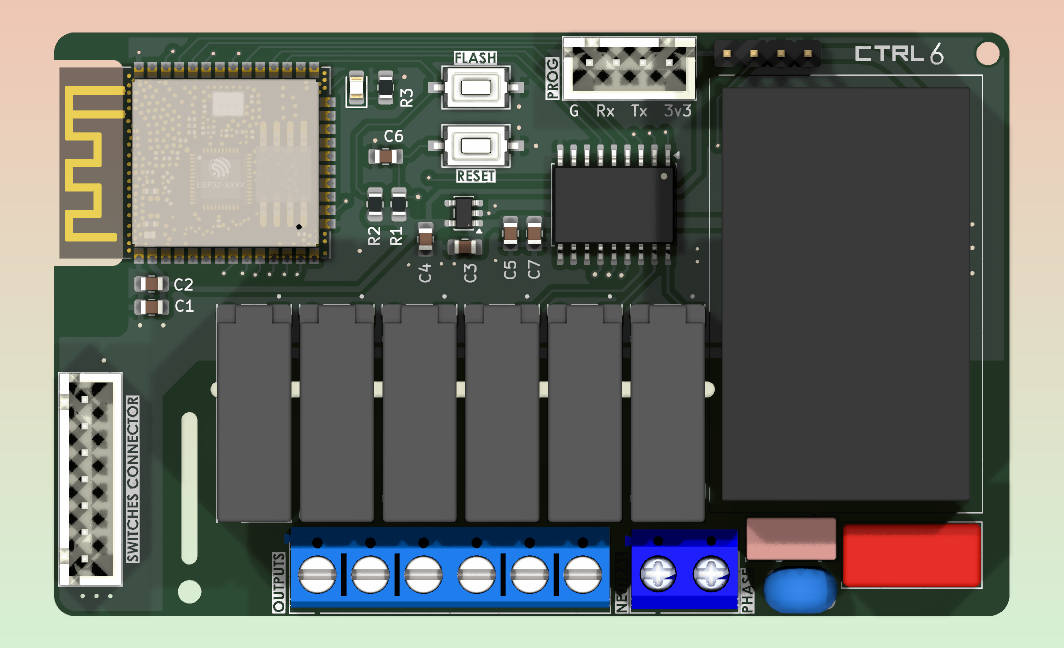 FLASH
CTRL 6
PROG
R3
G Rx Tx 3v3
C6
RESET
R2
R1
C4
C3
C5
C7
C2
C1
SWITCHES CONNECTOR
OUTPUTS